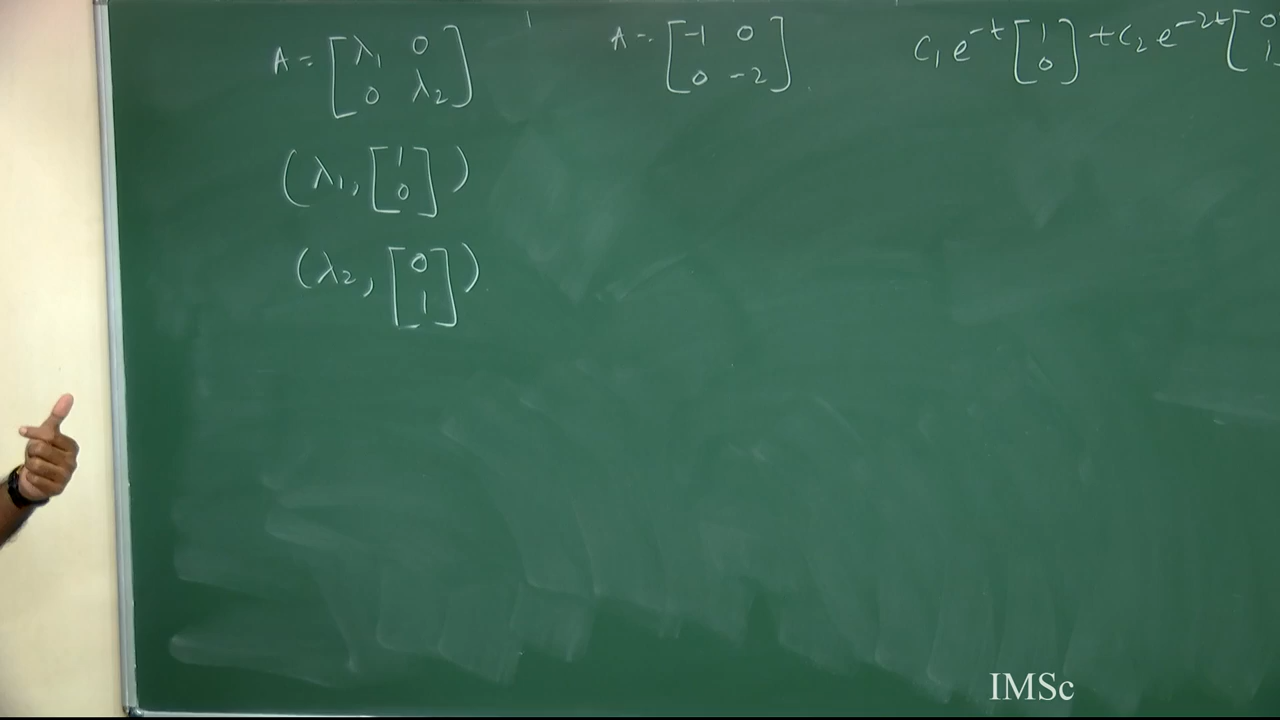 A = [λ₁ 0; 0 λ₂]
(λ₁, [1; 0])
(λ₂, [0; 1])
A = [-1 0; 0 -2]
C₁ e^{-t} [1; 0] + C₂ e^{-2t} [0; 1
IMSc